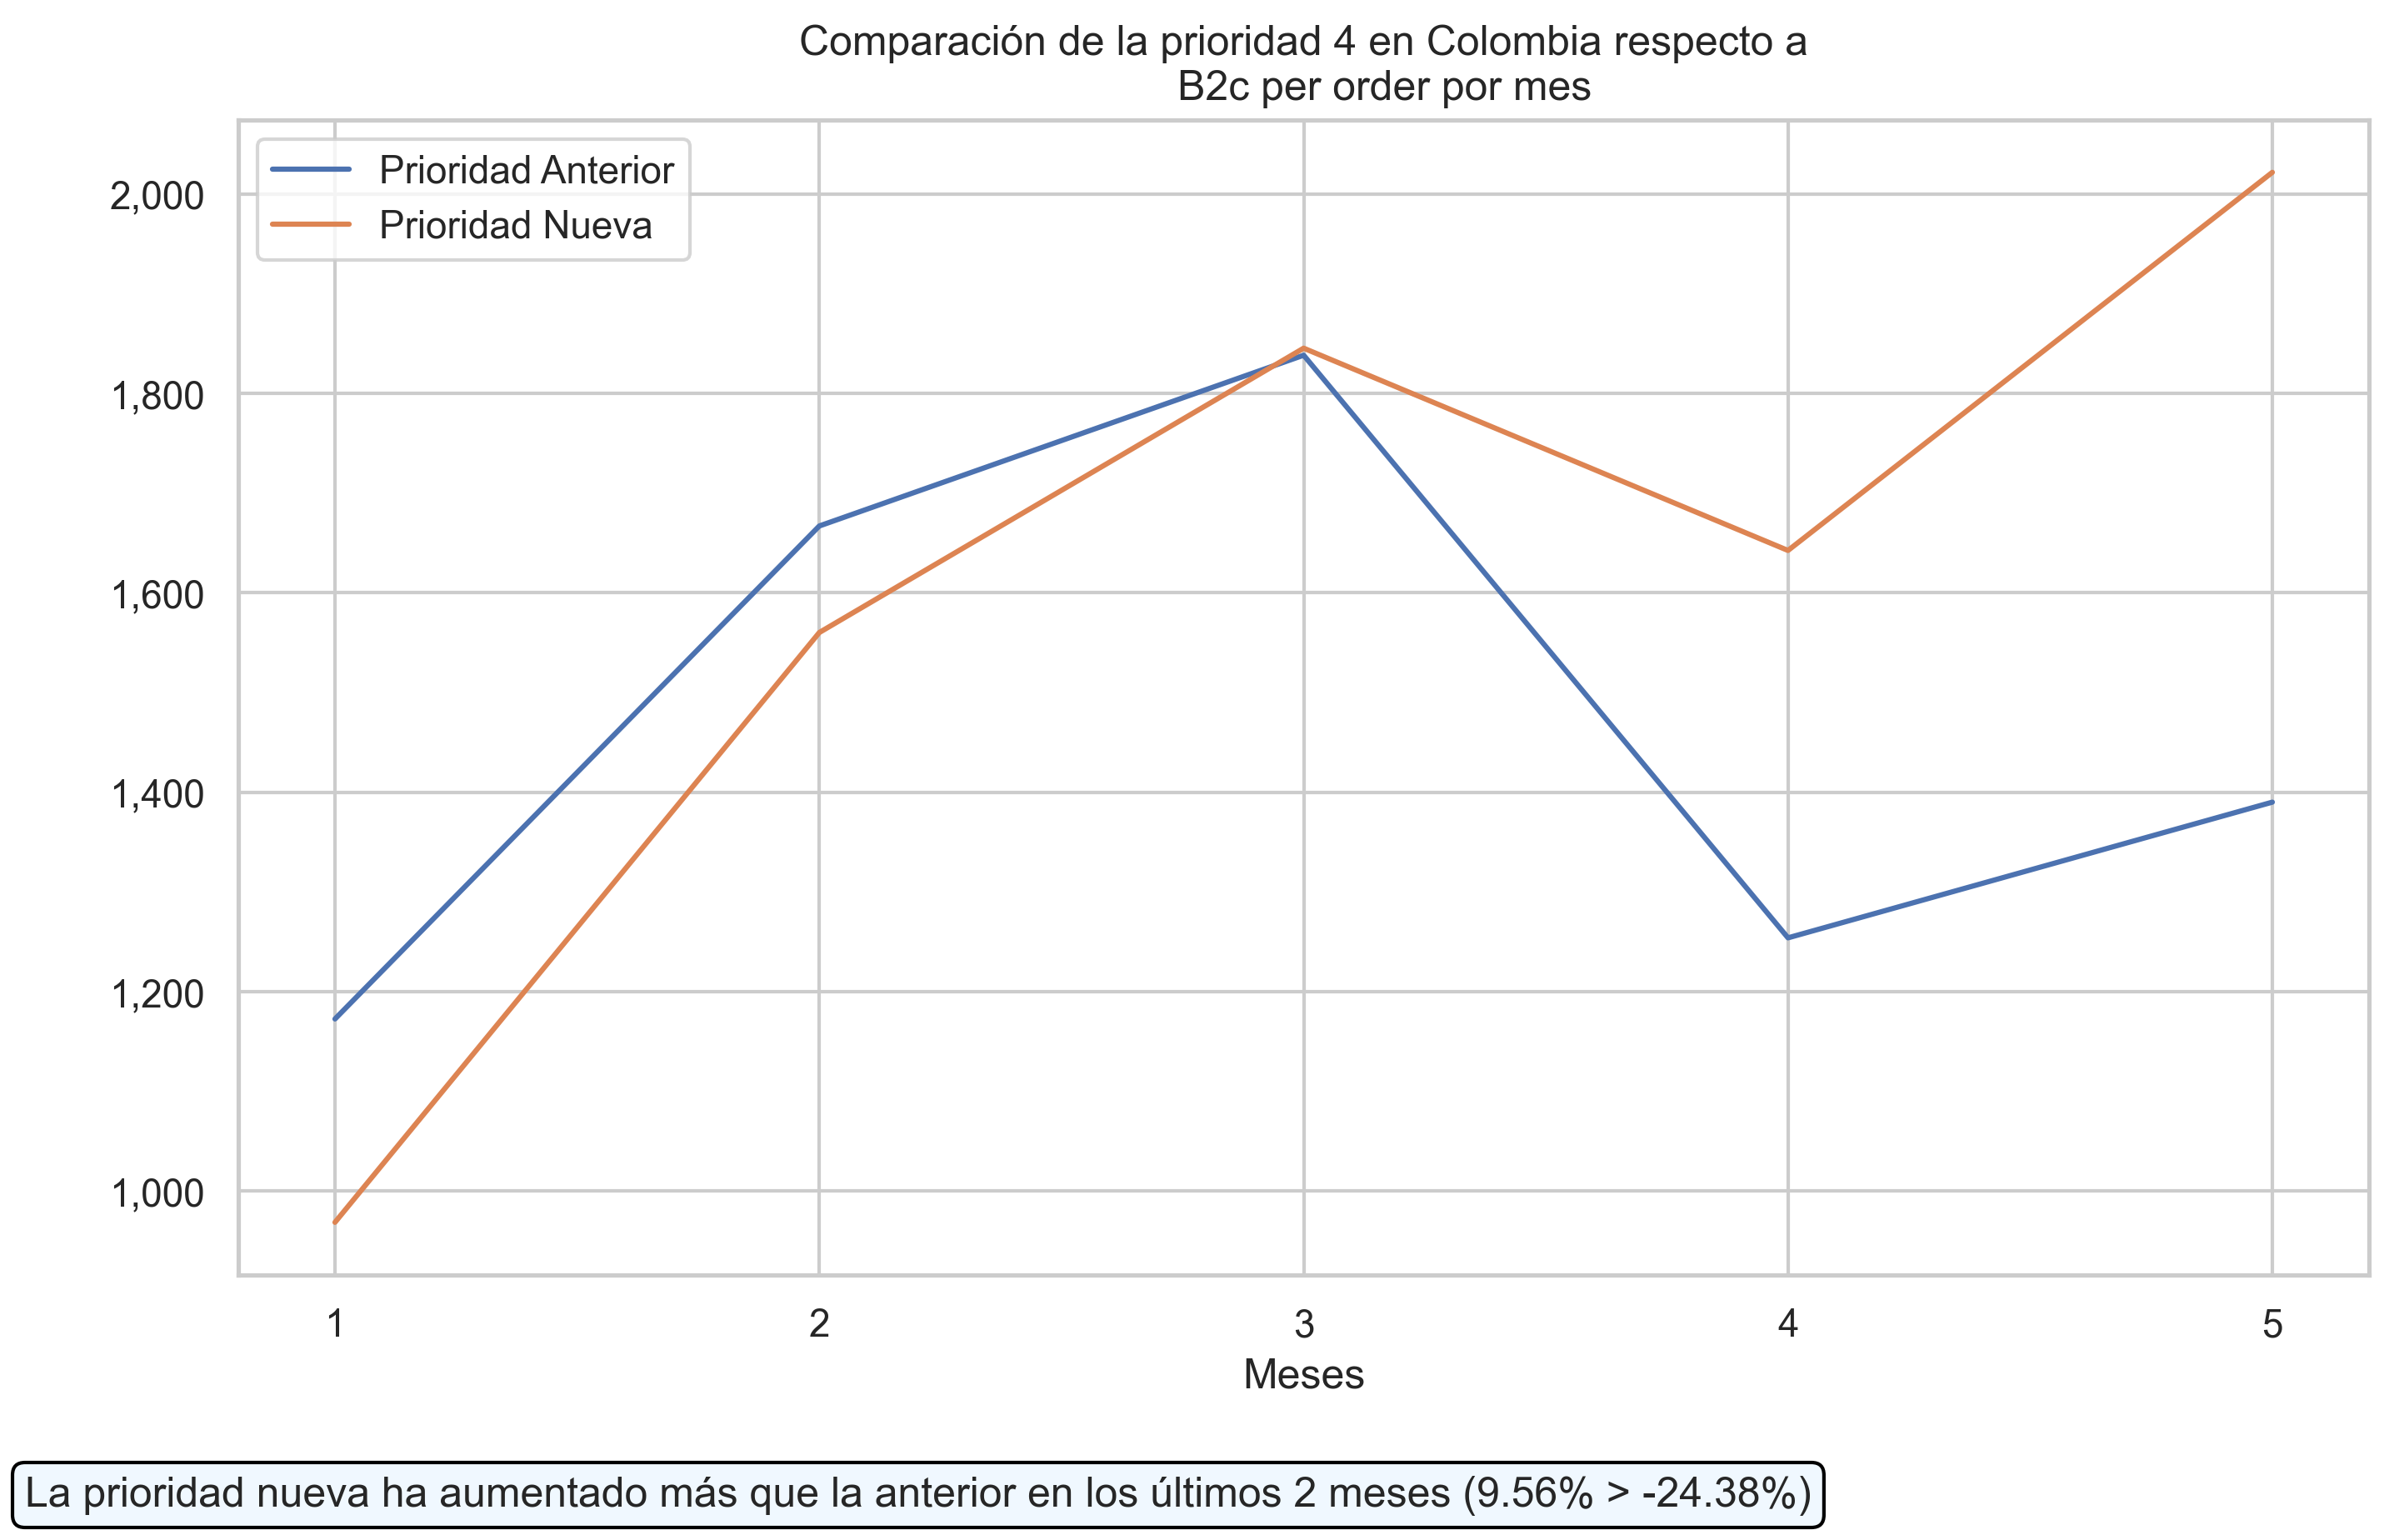 Comparación de la prioridad 4 en Colombia respecto a
B2c per order por mes
Prioridad Anterior
Prioridad Nueva
2,000
1,800
1,600
1,400
1,200
1,000
1 2 3 4 5
Meses
La prioridad nueva ha aumentado más que la anterior en los últimos 2 meses (9.56% > -24.38%)